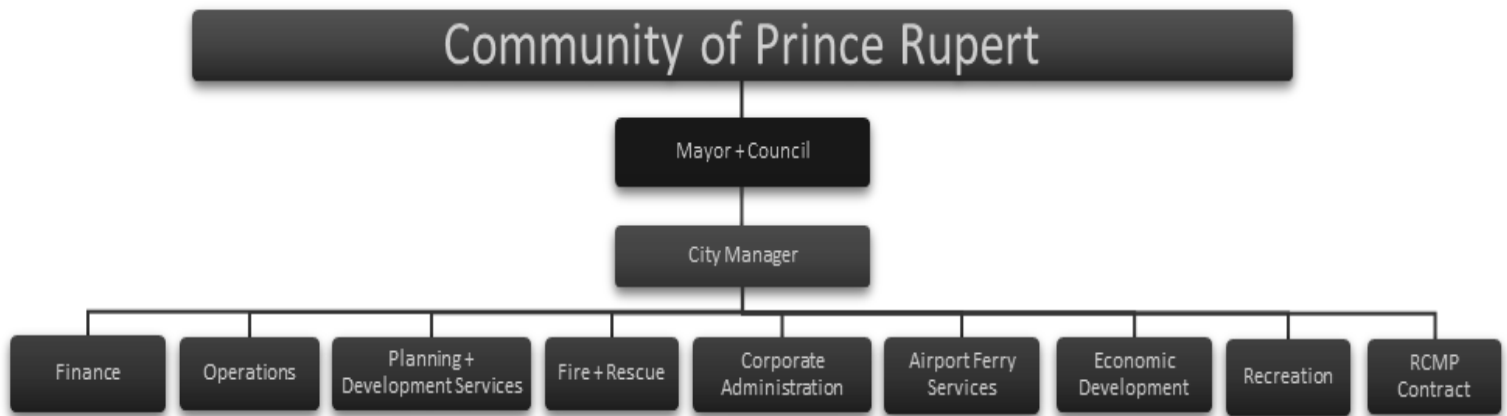 Community of Prince Rupert
Mayor + Council
City Manager
Finance
Operations
Planning +
Development Services
Fire + Rescue
Corporate
Administration
Airport Ferry
Services
Economic
Development
Recreation
RCMP
Contract